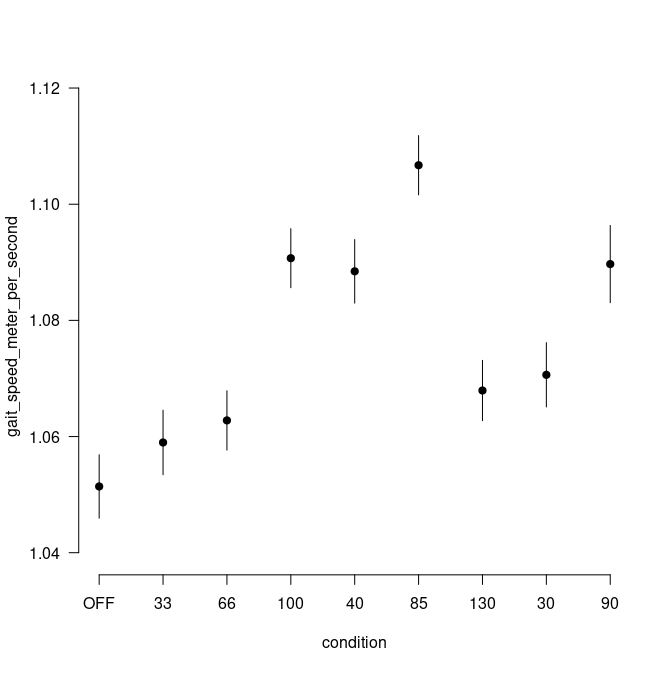 1.12
1.10
1.08
1.06
1.04
gait_speed_meter_per_second
OFF 33 66 100 40 85 130 30 90
condition